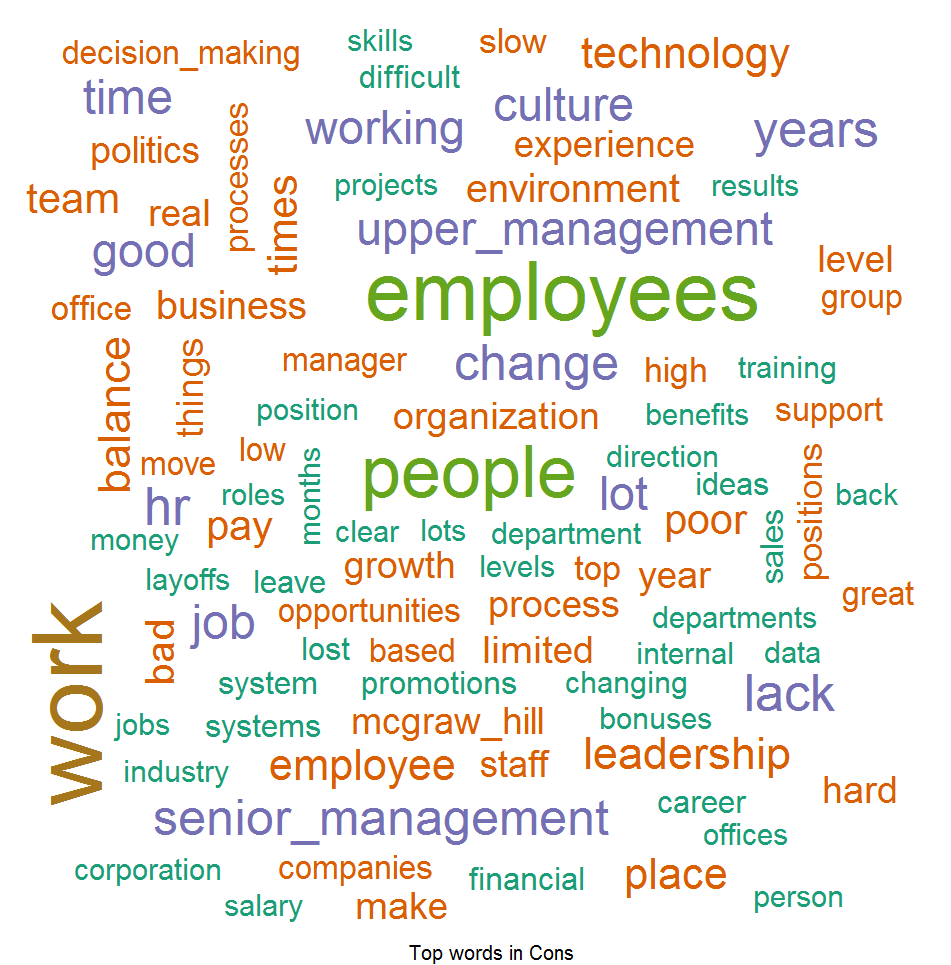 decision_making
skills
slow
technology
difficult
time
culture
working
years
processes
politics
experience
team
real
times
projects
environment
results
good
upper_management
level
employees
group
office
business
balance
things
manager
change
high
training
position
organization
benefits
support
move
low
months
people
direction
lot
ideas
positions
back
hr
roles
pay
clear
lots
department
poor
sales
money
layoffs
leave
growth
levels
top
year
great
work
bad
job
opportunities
process
departments
lost
based
limited
internal
data
system
promotions
changing
lack
jobs
systems
mcgraw_hill
bonuses
industry
employee
staff
leadership
hard
senior_management
career
offices
corporation
companies
financial
place
person
salary
make
Top words in Cons